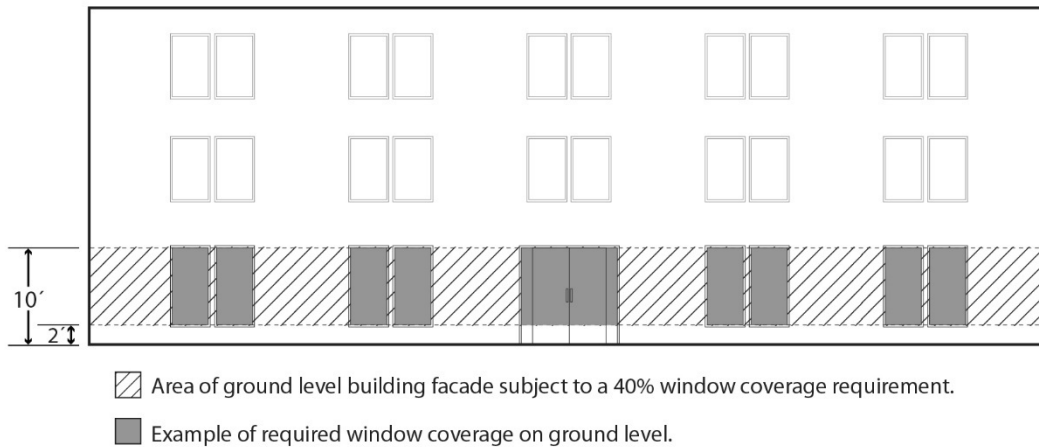 10´
2´
Area of ground level building facade subject to a 40% window coverage requirement.
Example of required window coverage on ground level.